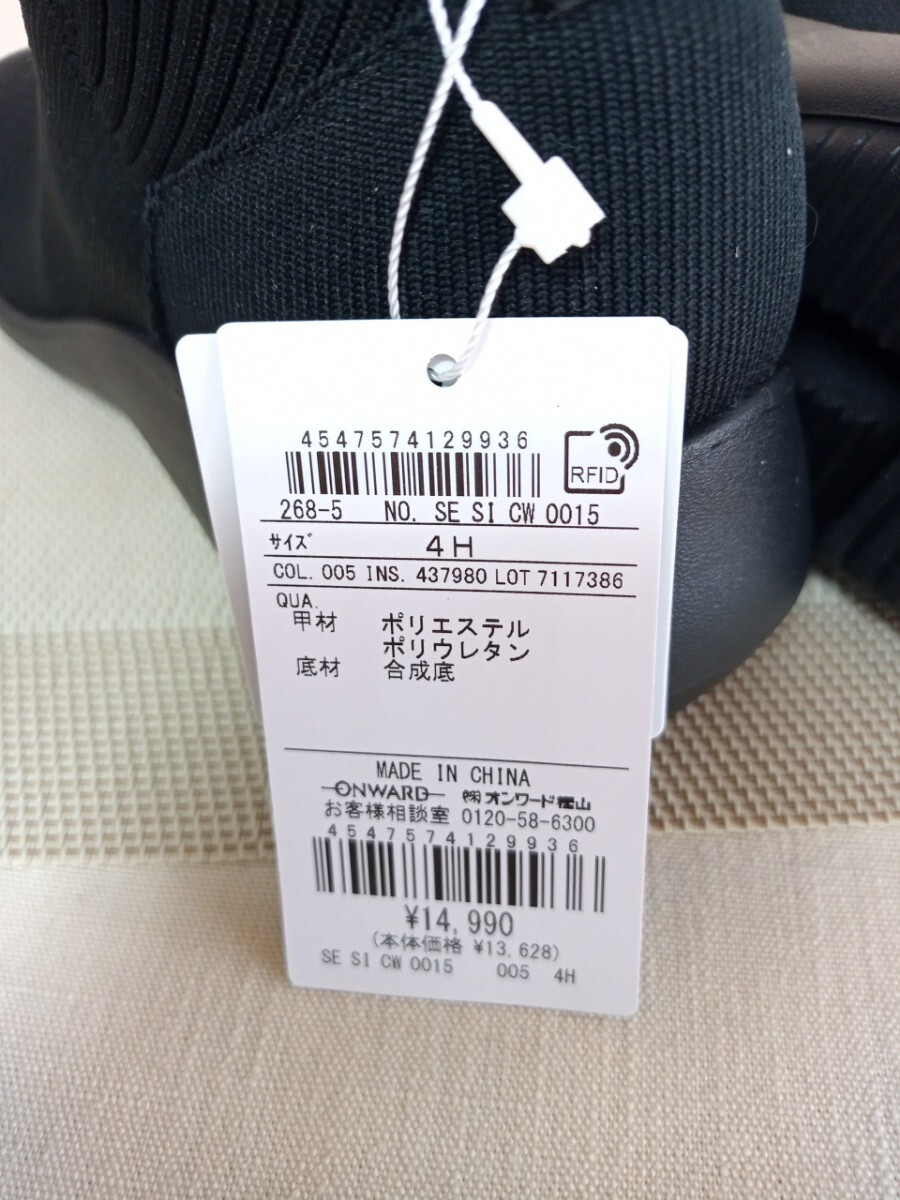 4547574129936
RFID
268-5 NO. SE SI CW 0015
サイズ 4H
COL. 005 INS. 437980 LOT 7117386
QUA.
甲材 ポリエステル
ポリウレタン
底材 合成底
MADE IN CHINA
ONWARD ㈱オンワード樫山
お客様相談室 0120-58-6300
4547574129936
¥14,990
(本体価格 ¥13,628)
SE SI CW 0015 005 4H